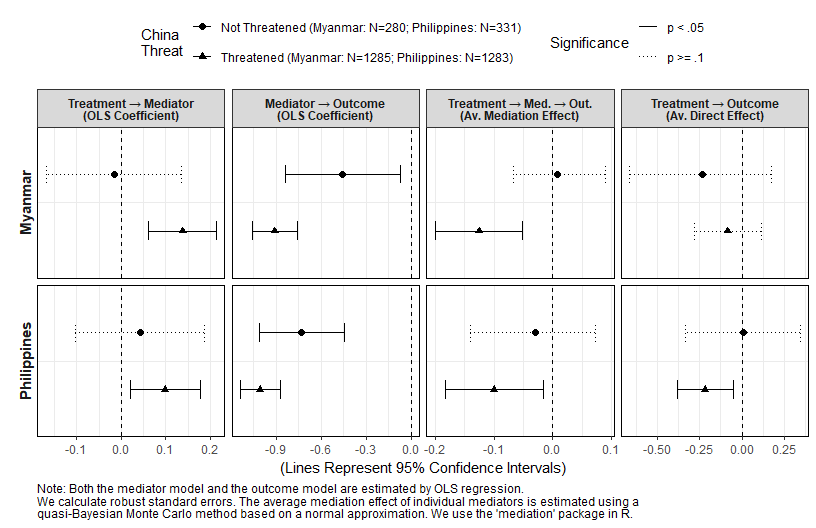 China
Threat
Not Threatened (Myanmar: N=280; Philippines: N=331)
Threatened (Myanmar: N=1285; Philippines: N=1283)
Significance
p < .05
p >= .1
Treatment → Mediator
(OLS Coefficient)
Mediator → Outcome
(OLS Coefficient)
Treatment → Med. → Out.
(Av. Mediation Effect)
Treatment → Outcome
(Av. Direct Effect)
Myanmar
Philippines
-0.1 0.0 0.1 0.2
-0.9 -0.6 -0.3 0.0
-0.2 -0.1 0.0 0.1
-0.50 -0.25 0.00 0.25
(Lines Represent 95% Confidence Intervals)
Note: Both the mediator model and the outcome model are estimated by OLS regression.
We calculate robust standard errors. The average mediation effect of individual mediators is estimated using a
quasi-Bayesian Monte Carlo method based on a normal approximation. We use the 'mediation' package in R.